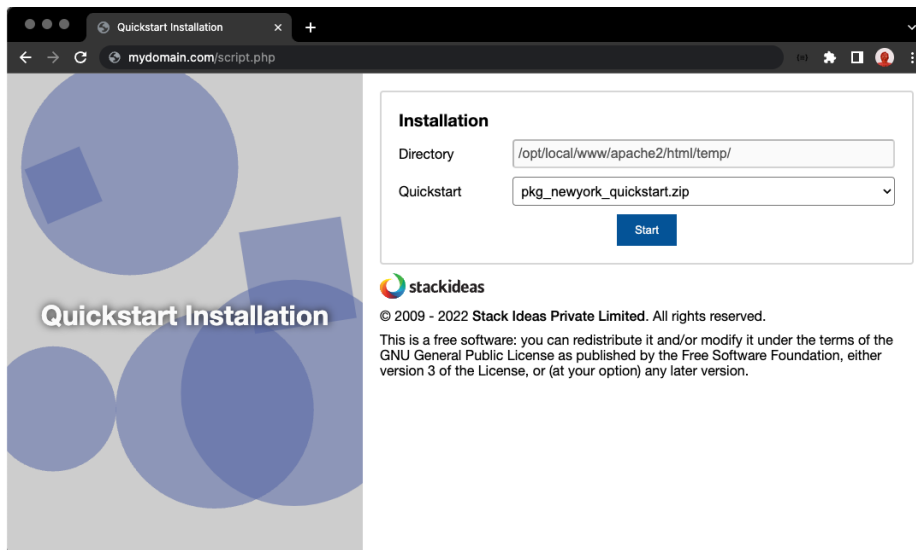 Quickstart Installation
mydomain.com/script.php
Quickstart Installation
Installation
Directory /opt/local/www/apache2/html/temp/
Quickstart pkg_newyork_quickstart.zip
Start
stackideas
© 2009 - 2022 Stack Ideas Private Limited. All rights reserved.
This is a free software: you can redistribute it and/or modify it under the terms of the
GNU General Public License as published by the Free Software Foundation, either
version 3 of the License, or (at your option) any later version.